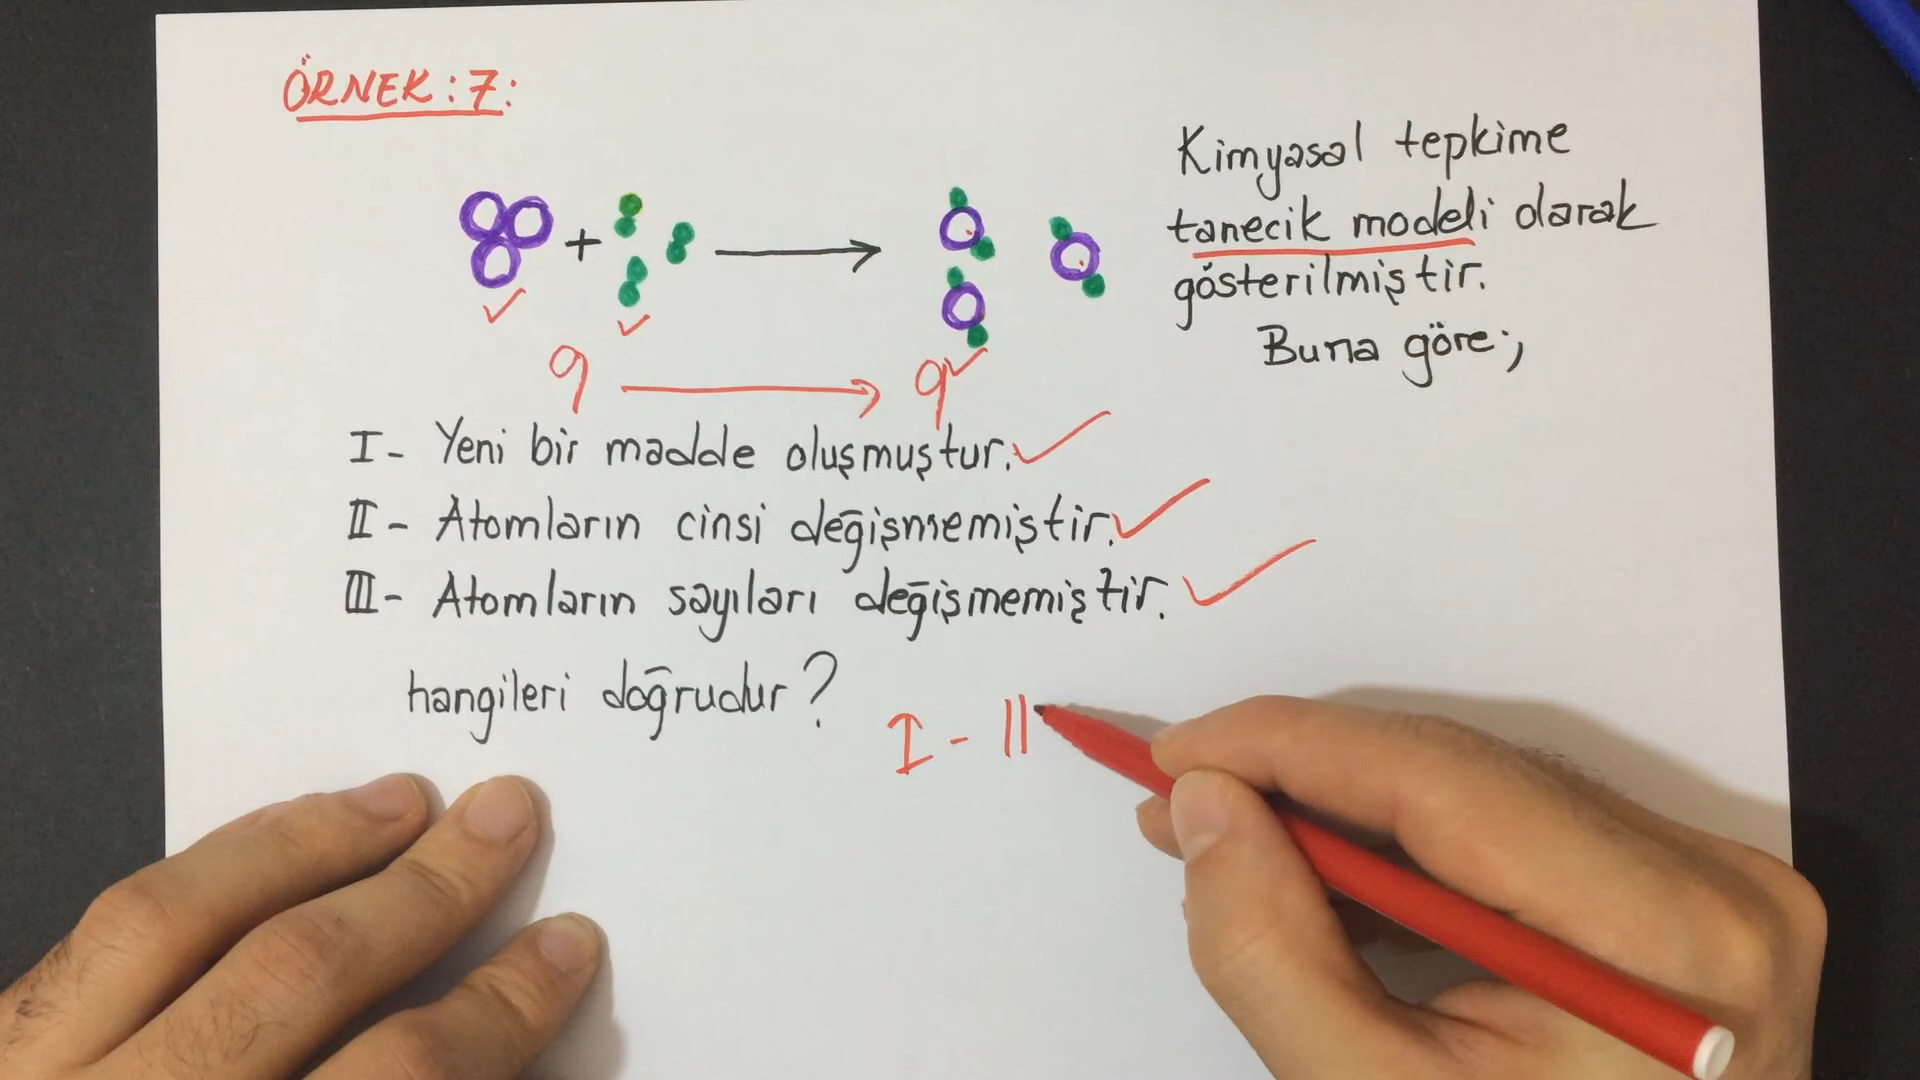 ÖRNEK:7:
+
Kimyasal tepkime
tanecik modeli olarak
gösterilmiştir.
Buna göre;
9 → 9
I- Yeni bir madde oluşmuştur.
II- Atomların cinsi değişmemiştir.
III- Atomların sayıları değişmemiştir.
hangileri doğrudur?
I - II